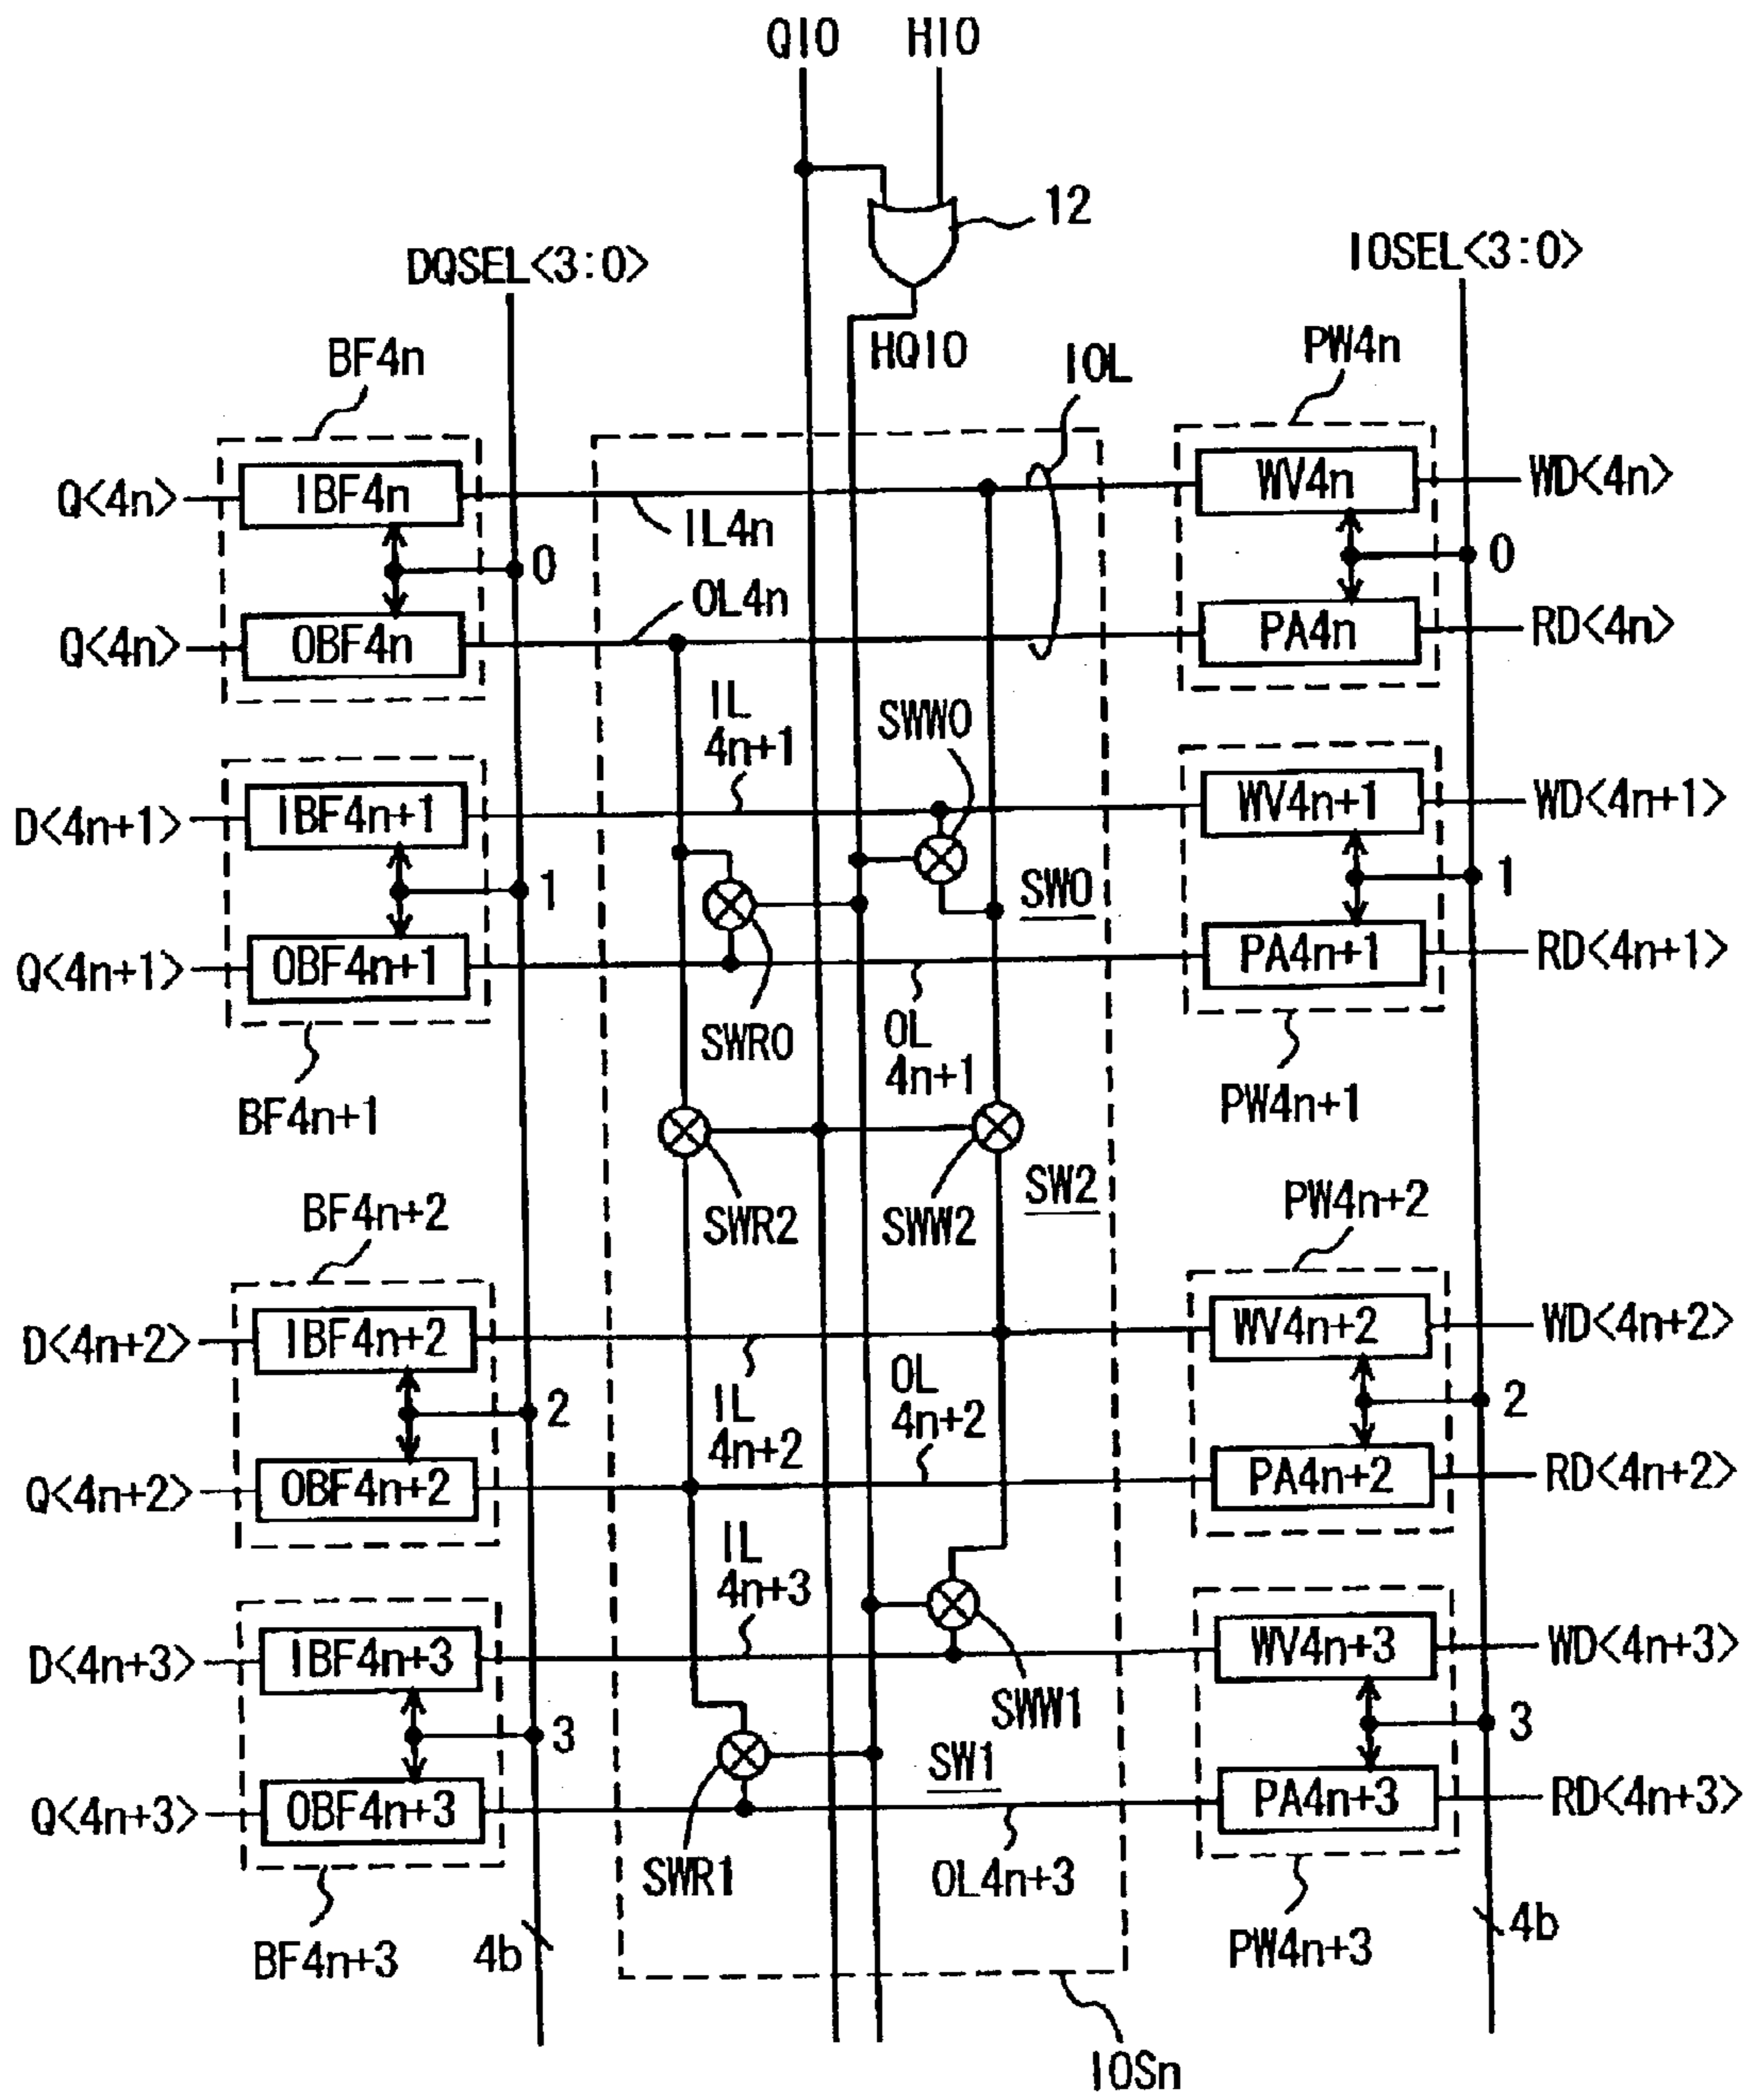 QIO HIO
12
DQSEL<3:0> IOSEL<3:0>
HQIO
BF4n IOL PW4n
Q<4n> IBF4n IL4n WV4n WD<4n>
0 0
Q<4n> OBF4n OL4n PA4n RD<4n>
IL
4n+1
SWW0
D<4n+1> IBF4n+1 WV4n+1 WD<4n+1>
1 SW0 1
Q<4n+1> OBF4n+1 PA4n+1 RD<4n+1>
SWR0
OL
4n+1
BF4n+1 PW4n+1
SWR2 SWW2 SW2
BF4n+2 PW4n+2
D<4n+2> IBF4n+2 WV4n+2 WD<4n+2>
2 2
IL
4n+2
OL
4n+2
Q<4n+2> OBF4n+2 PA4n+2 RD<4n+2>
IL
4n+3
D<4n+3> IBF4n+3 WV4n+3 WD<4n+3>
SWW1
3 3
SW1
Q<4n+3> OBF4n+3 PA4n+3 RD<4n+3>
SWR1 OL4n+3
BF4n+3 4b PW4n+3 4b
IOSn